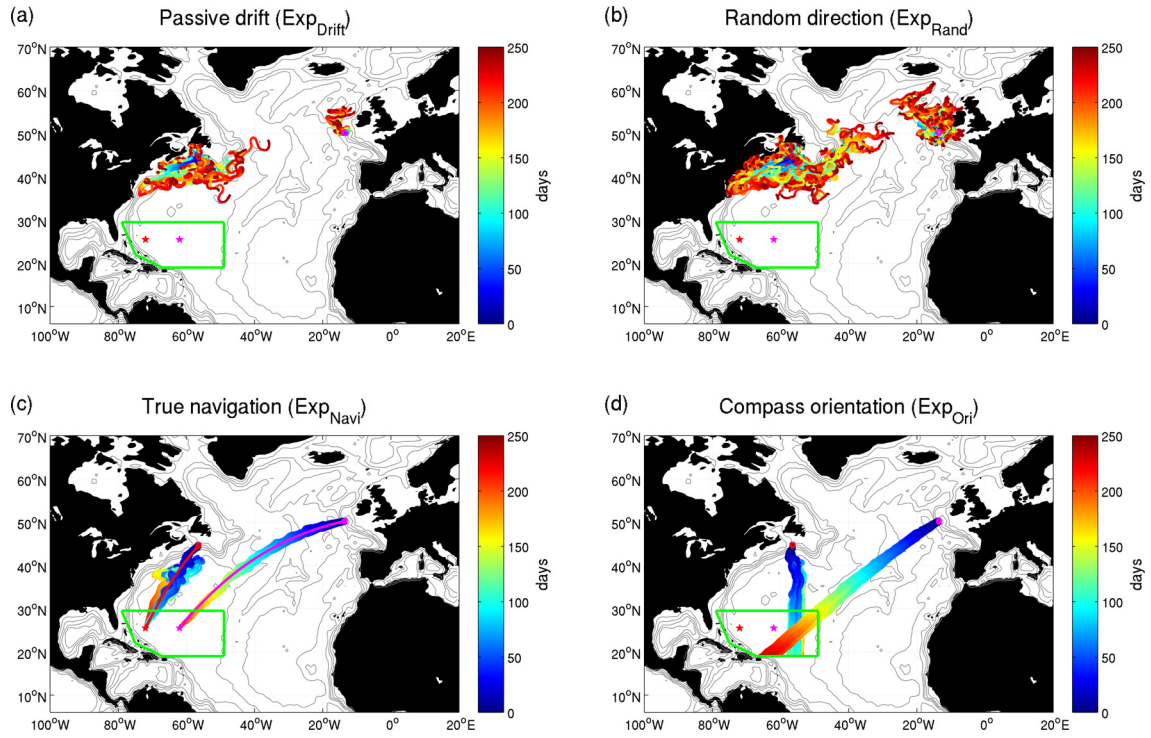 (a) Passive drift (Exp_Drift)
70°N
60°N
50°N
40°N
30°N
20°N
10°N
100°W 80°W 60°W 40°W 20°W 0° 20°E
250
200
150
100
50
0
days
(b) Random direction (Exp_Rand)
70°N
60°N
50°N
40°N
30°N
20°N
10°N
100°W 80°W 60°W 40°W 20°W 0° 20°E
250
200
150
100
50
0
days
(c) True navigation (Exp_Navi)
70°N
60°N
50°N
40°N
30°N
20°N
10°N
100°W 80°W 60°W 40°W 20°W 0° 20°E
250
200
150
100
50
0
days
(d) Compass orientation (Exp_Ori)
70°N
60°N
50°N
40°N
30°N
20°N
10°N
100°W 80°W 60°W 40°W 20°W 0° 20°E
250
200
150
100
50
0
days